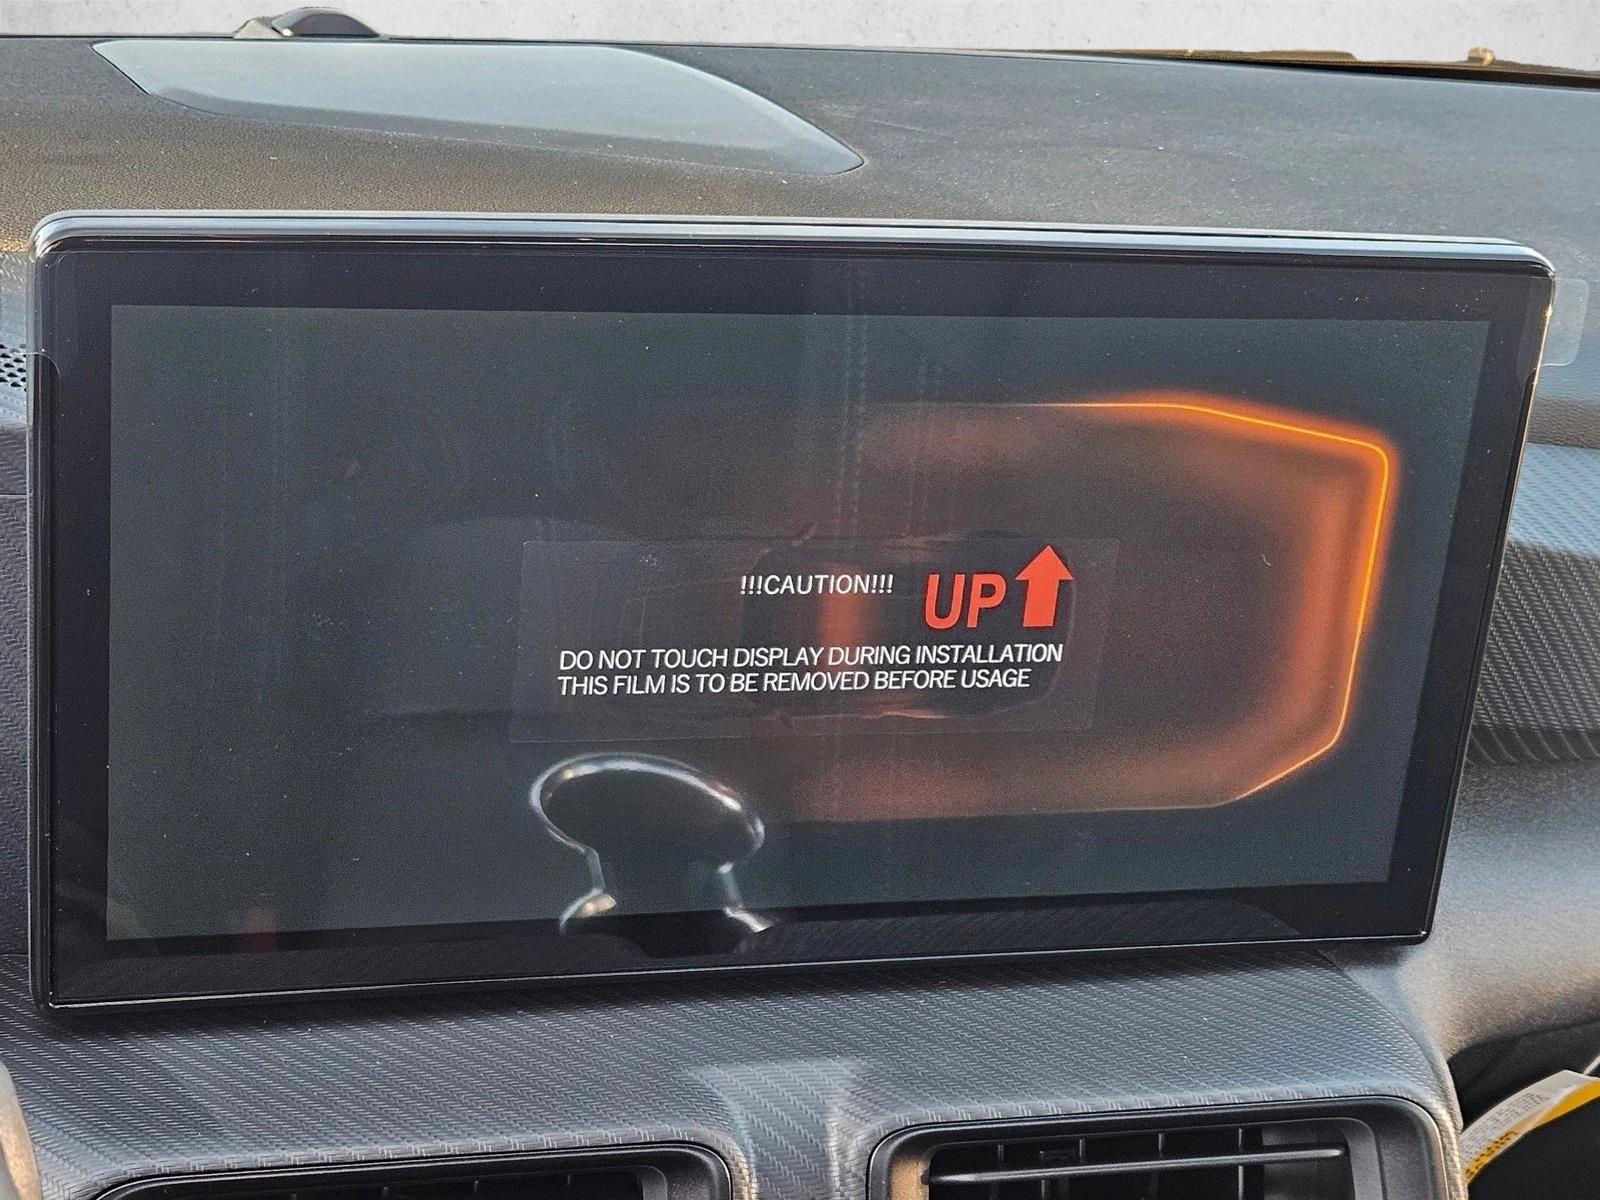 !!!CAUTION!!! UP
DO NOT TOUCH DISPLAY DURING INSTALLATION
THIS FILM IS TO BE REMOVED BEFORE USAGE